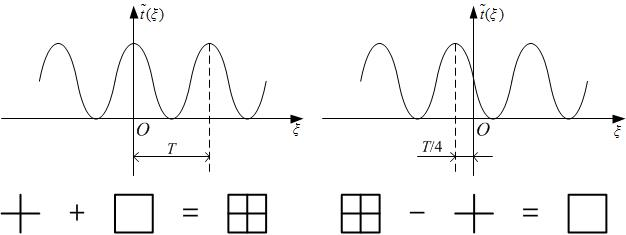 t̃(ξ)
t̃(ξ)
O
ξ
O
ξ
T
T/4
+ =
− =